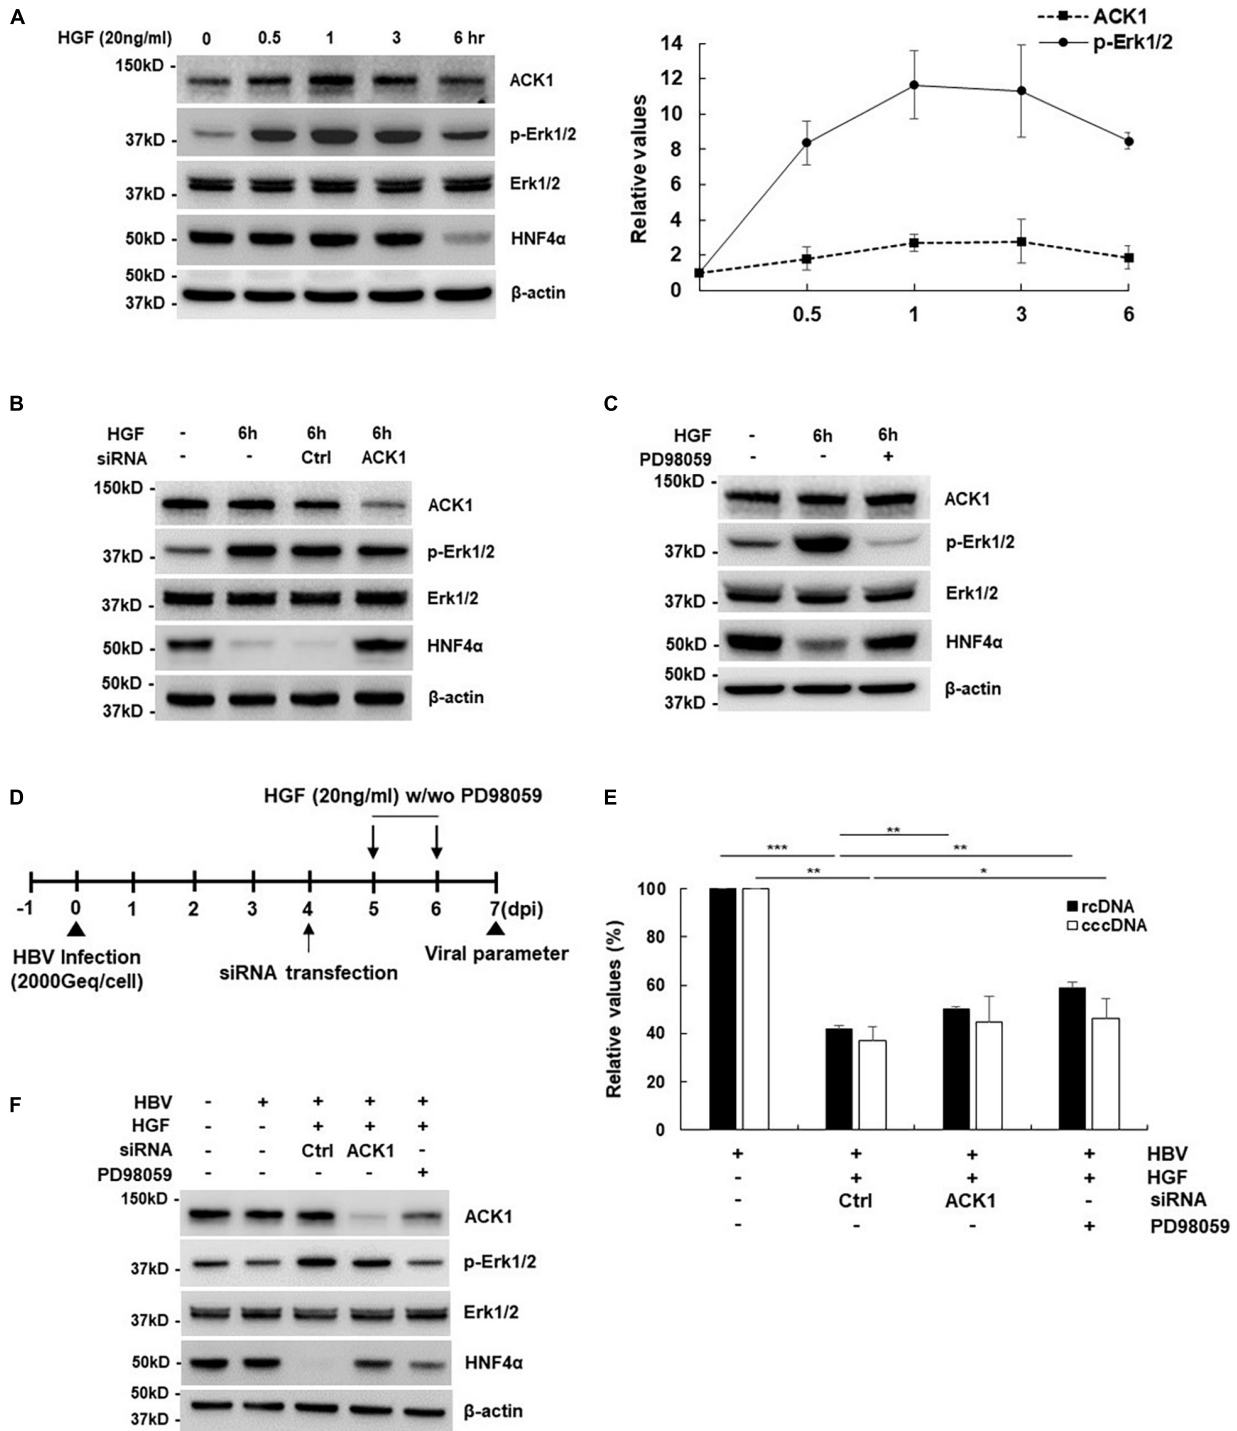 A
HGF (20ng/ml) 0 0.5 1 3 6 hr
150kD - ACK1
37kD - p-Erk1/2
37kD - Erk1/2
50kD - HNF4α
50kD -
37kD - β-actin
ACK1
p-Erk1/2
Relative values
14
12
10
8
6
4
2
0
0.5 1 3 6
B
HGF - 6h 6h 6h
siRNA - - Ctrl ACK1
150kD - ACK1
37kD - p-Erk1/2
37kD - Erk1/2
50kD - HNF4α
50kD -
37kD - β-actin
C
HGF - 6h 6h
PD98059 - - +
150kD - ACK1
37kD - p-Erk1/2
37kD - Erk1/2
50kD - HNF4α
50kD -
37kD - β-actin
D
HGF (20ng/ml) w/wo PD98059
-1 0 1 2 3 4 5 6 7(dpi)
HBV Infection
(2000Geq/cell)
siRNA transfection
Viral parameter
E
**
*** **
** *
rcDNA
cccDNA
Relative values (%)
100
80
60
40
20
0
+ + + + HBV
- + + + HGF
- Ctrl ACK1 - siRNA
- - - + PD98059
F
HBV - + + + +
HGF - - + + +
siRNA - - Ctrl ACK1 -
PD98059 - - - - +
150kD - ACK1
37kD - p-Erk1/2
37kD - Erk1/2
50kD - HNF4α
50kD -
37kD - β-actin